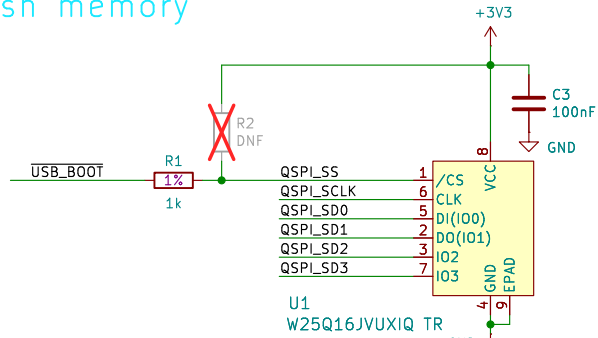 sh memory
+3V3
C3
100nF
GND
R2
DNF
USB_BOOT
R1
1%
1k
QSPI_SS
QSPI_SCLK
QSPI_SD0
QSPI_SD1
QSPI_SD2
QSPI_SD3
1
6
5
2
3
7
8
VCC
/CS
CLK
DI(IO0)
DO(IO1)
IO2
IO3
GND
EPAD
4
9
U1
W25Q16JVUXIQ TR